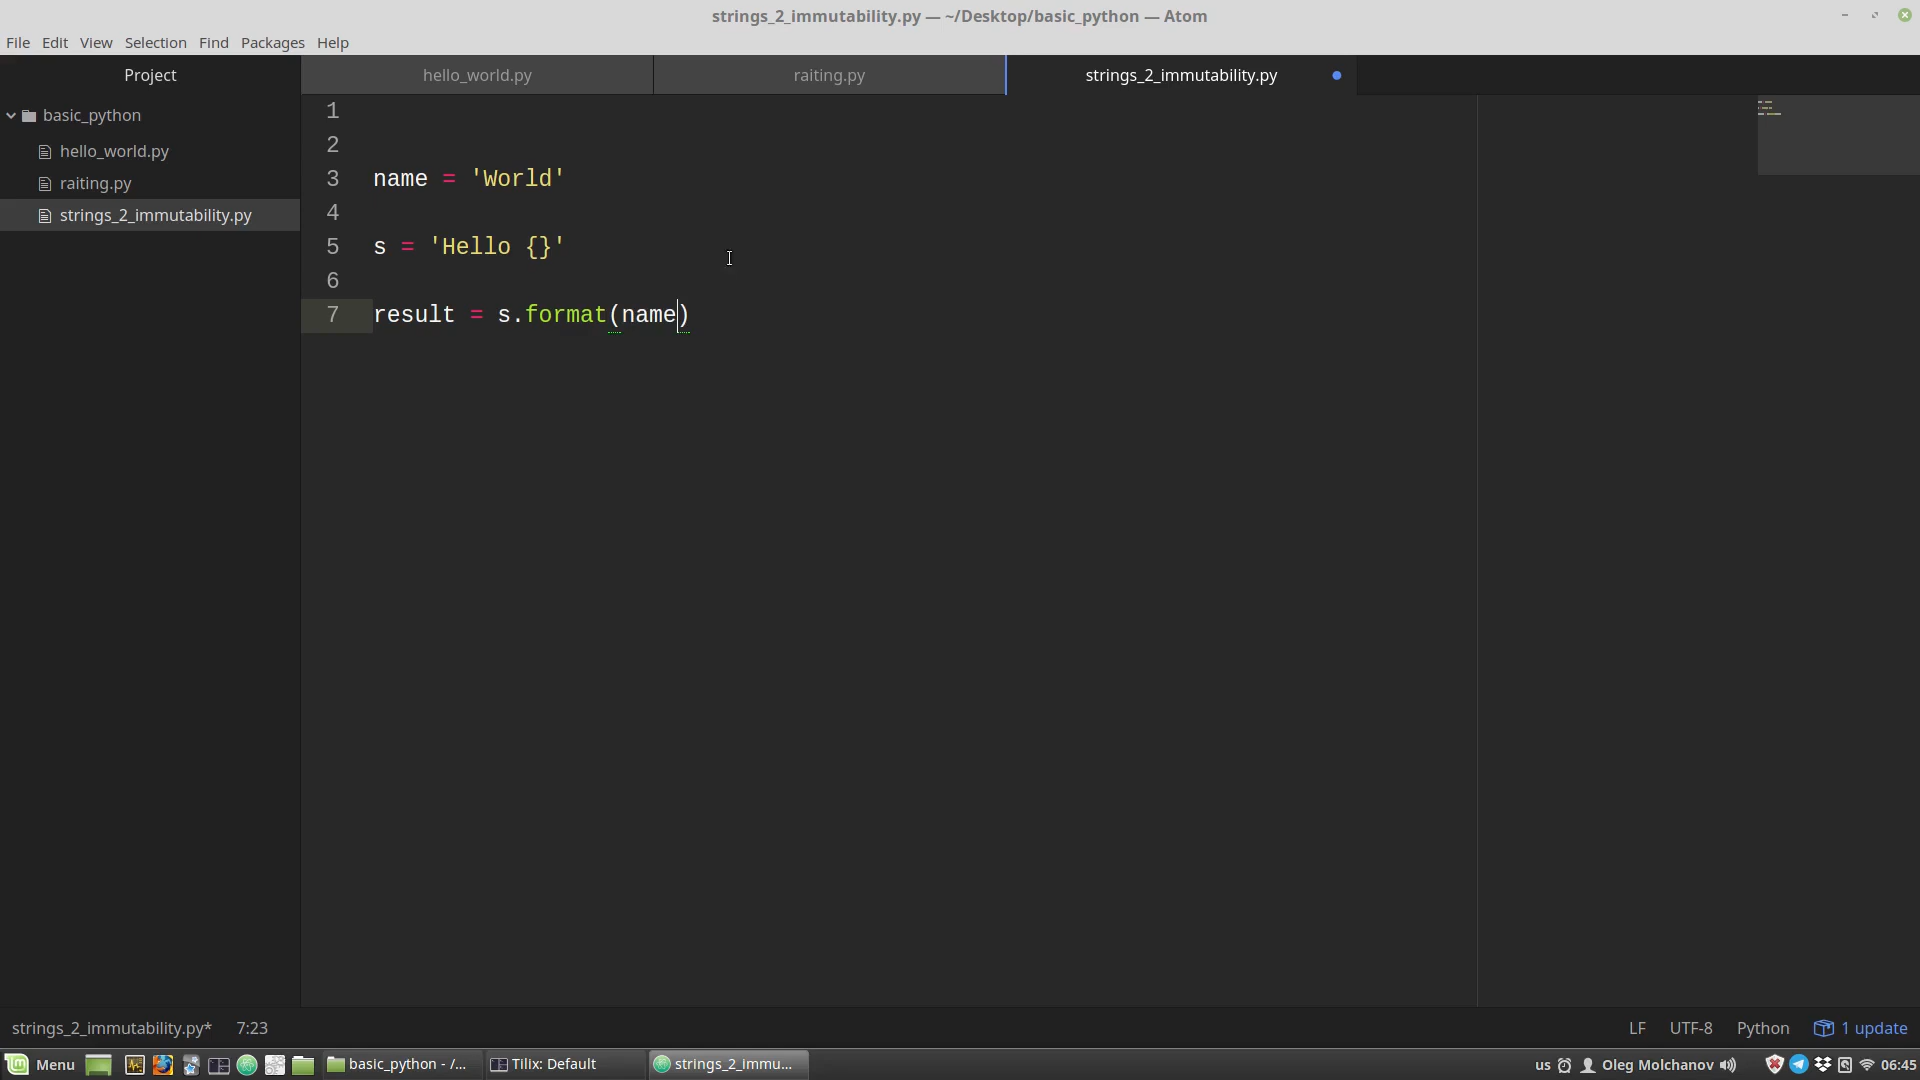 strings_2_immutability.py — ~/Desktop/basic_python — Atom
File Edit View Selection Find Packages Help
Project
hello_world.py
raiting.py
strings_2_immutability.py
basic_python
hello_world.py
raiting.py
strings_2_immutability.py
1
2
3 name = 'World'
4
5 s = 'Hello {}'
6
7 result = s.format(name)
strings_2_immutability.py* 7:23
LF UTF-8 Python 1 update
Menu basic_python - /... Tilix: Default strings_2_immu... us Oleg Molchanov 06:45